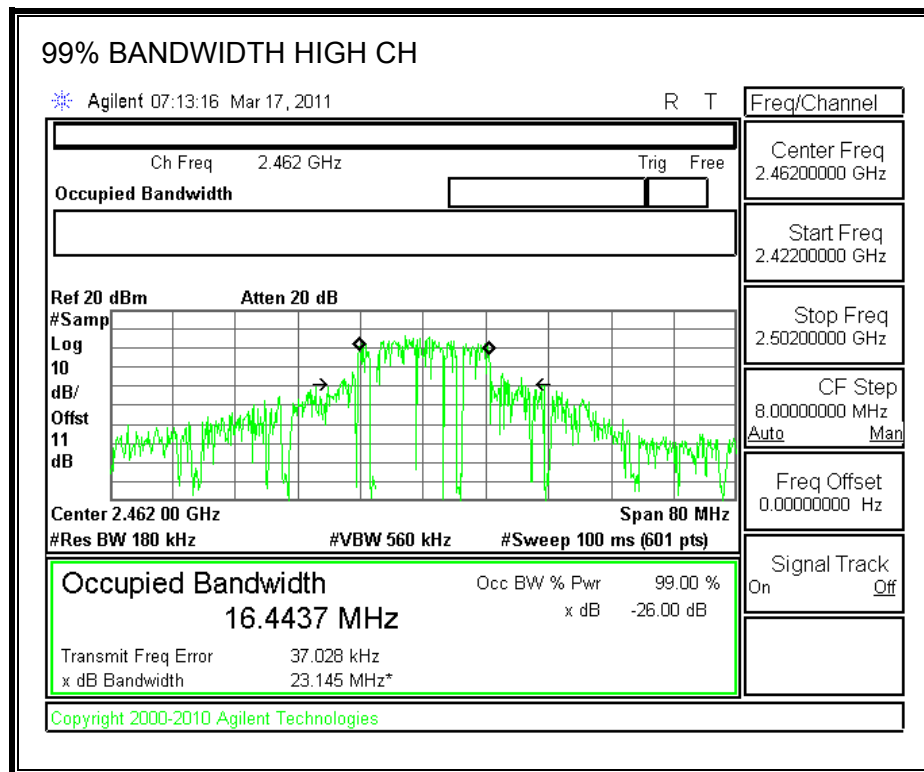 99% BANDWIDTH HIGH CH
Agilent 07:13:16 Mar 17, 2011 R T
Freq/Channel
Ch Freq 2.462 GHz Trig Free
Occupied Bandwidth
Center Freq
2.46200000 GHz
Start Freq
2.42200000 GHz
Stop Freq
2.50200000 GHz
CF Step
8.00000000 MHz
Auto Man
Freq Offset
0.00000000 Hz
Signal Track
On Off
Ref 20 dBm Atten 20 dB
#Samp
Log
10
dB/
Offst
11
dB
Center 2.462 00 GHz Span 80 MHz
#Res BW 180 kHz #VBW 560 kHz #Sweep 100 ms (601 pts)
Occupied Bandwidth Occ BW % Pwr 99.00 %
16.4437 MHz x dB -26.00 dB
Transmit Freq Error 37.028 kHz
x dB Bandwidth 23.145 MHz*
Copyright 2000-2010 Agilent Technologies